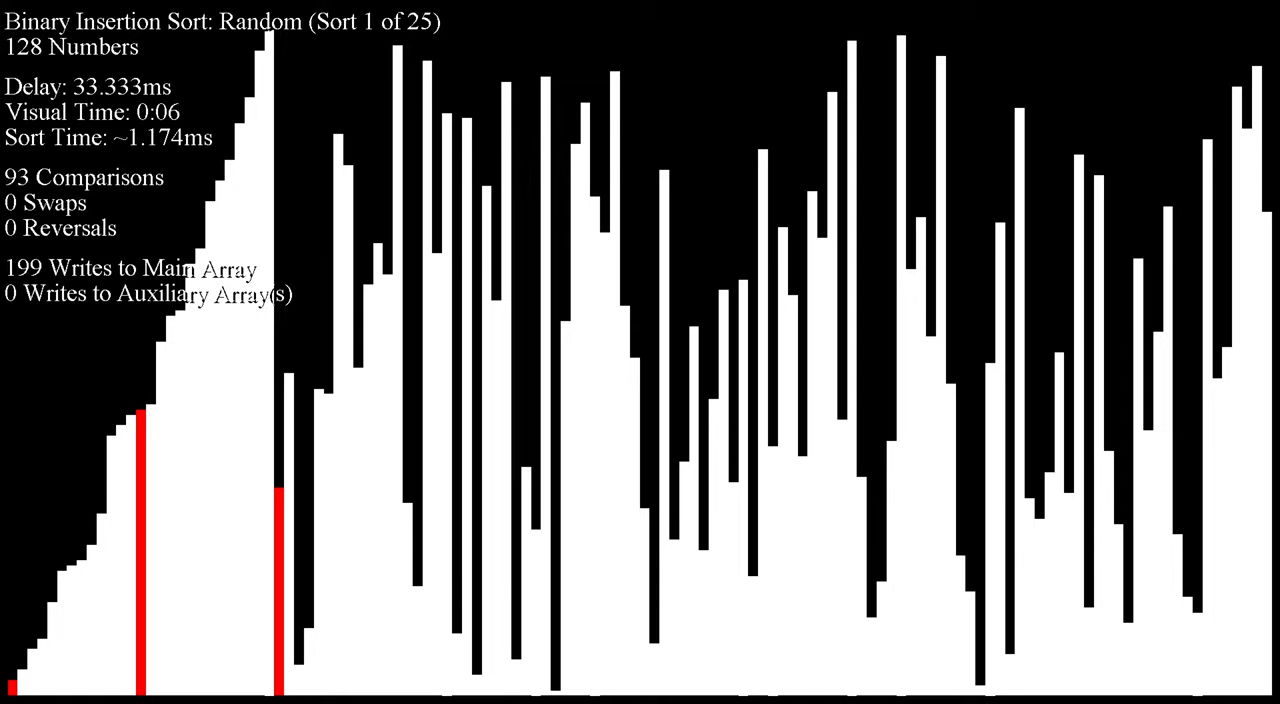 Binary Insertion Sort: Random (Sort 1 of 25)
128 Numbers
Delay: 33.333ms
Visual Time: 0:06
Sort Time: ~1.174ms
93 Comparisons
0 Swaps
0 Reversals
199 Writes to Main Array
0 Writes to Auxiliary Array(s)